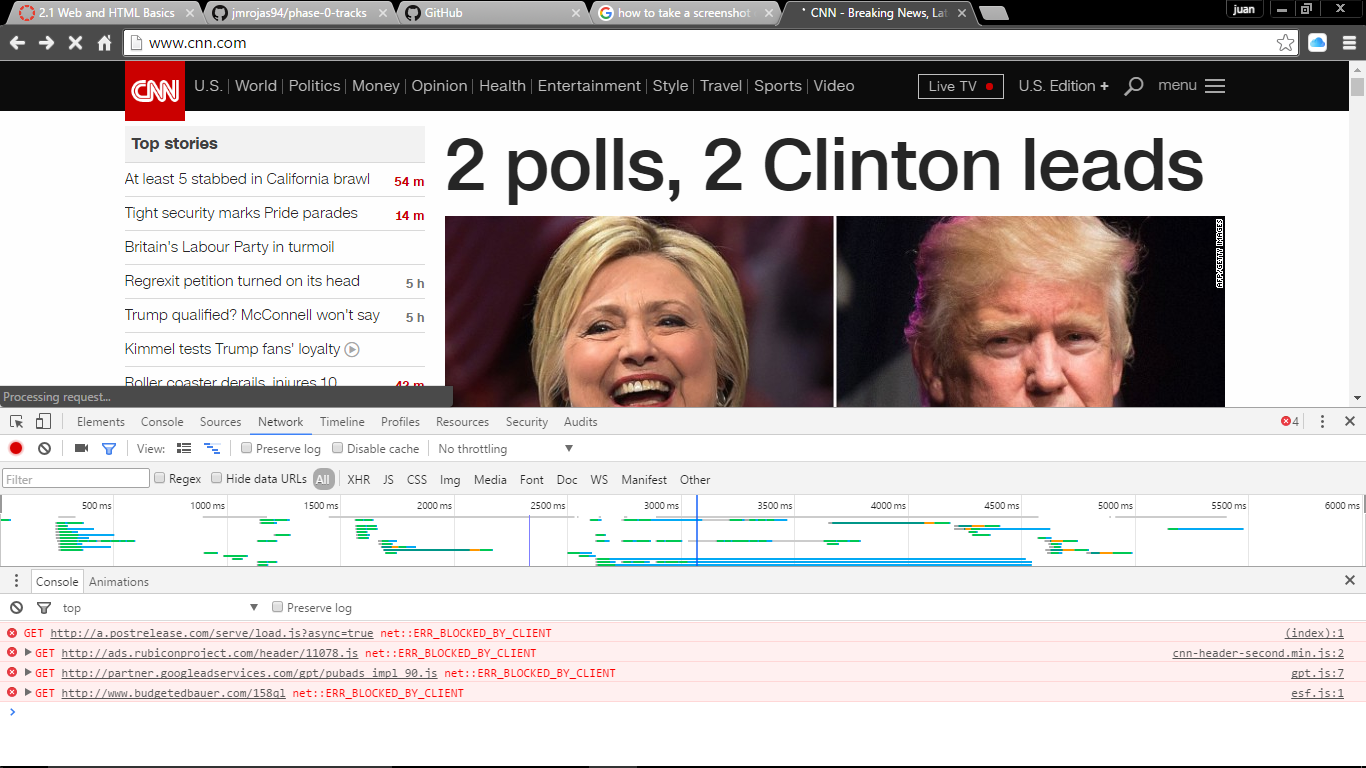 2.1 Web and HTML Basics
jmrojas94/phase-0-tracks
GitHub
how to take a screenshot
CNN - Breaking News, Lat
juan
www.cnn.com
CNN U.S. World Politics Money Opinion Health Entertainment Style Travel Sports Video Live TV U.S. Edition + menu
Top stories
At least 5 stabbed in California brawl 54 m
Tight security marks Pride parades 14 m
Britain's Labour Party in turmoil
Regrexit petition turned on its head 5 h
Trump qualified? McConnell won't say 5 h
Kimmel tests Trump fans' loyalty
Roller coaster derails, injures 10 42 m
2 polls, 2 Clinton leads
AFP/GETTY IMAGES
Processing request...
Elements Console Sources Network Timeline Profiles Resources Security Audits 4
View: Preserve log Disable cache No throttling
Filter Regex Hide data URLs All XHR JS CSS Img Media Font Doc WS Manifest Other
500 ms 1000 ms 1500 ms 2000 ms 2500 ms 3000 ms 3500 ms 4000 ms 4500 ms 5000 ms 5500 ms 6000 ms
Console Animations
top Preserve log
GET http://a.postrelease.com/serve/load.js?async=true net::ERR_BLOCKED_BY_CLIENT (index):1
GET http://ads.rubiconproject.com/header/11078.js net::ERR_BLOCKED_BY_CLIENT cnn-header-second.min.js:2
GET http://partner.googleadservices.com/gpt/pubads_impl_90.js net::ERR_BLOCKED_BY_CLIENT gpt.js:7
GET http://www.budgetedbauer.com/158ql net::ERR_BLOCKED_BY_CLIENT esf.js:1